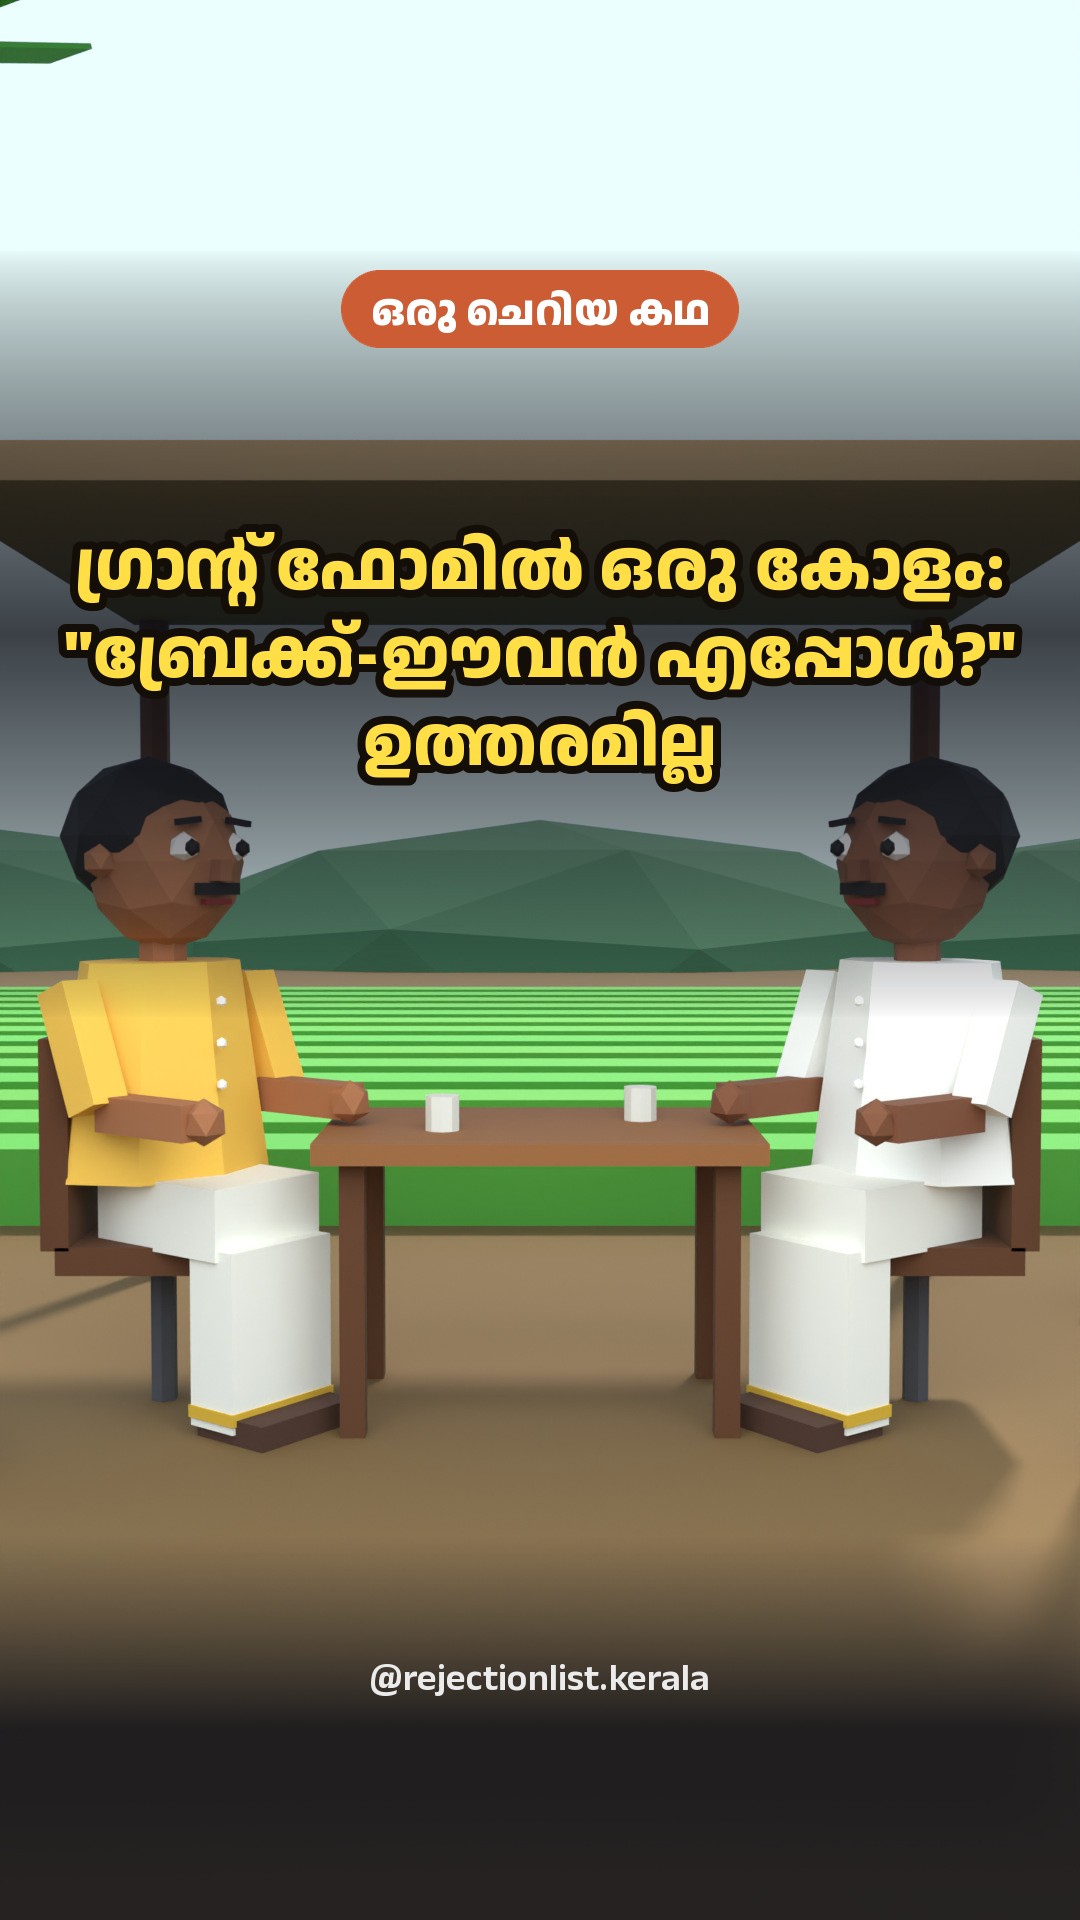 ഒരു ചെറിയ കഥ
ഗ്രാന്റ് ഫോമിൽ ഒരു കോളം:
"ബ്രേക്ക്-ഈവൻ എപ്പോൾ?"
ഉത്തരമില്ല
@rejectionlist.kerala